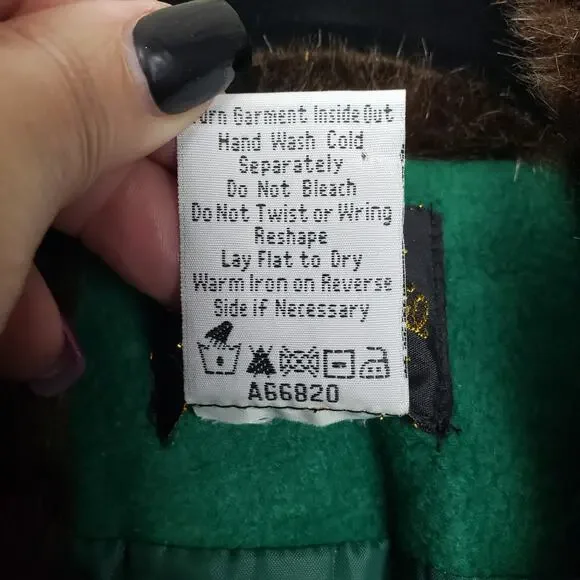 urn Garment Inside Out
Hand Wash Cold
Separately
Do Not Bleach
Do Not Twist or Wring
Reshape
Lay Flat to Dry
Warm Iron on Reverse
Side if Necessary
A66820